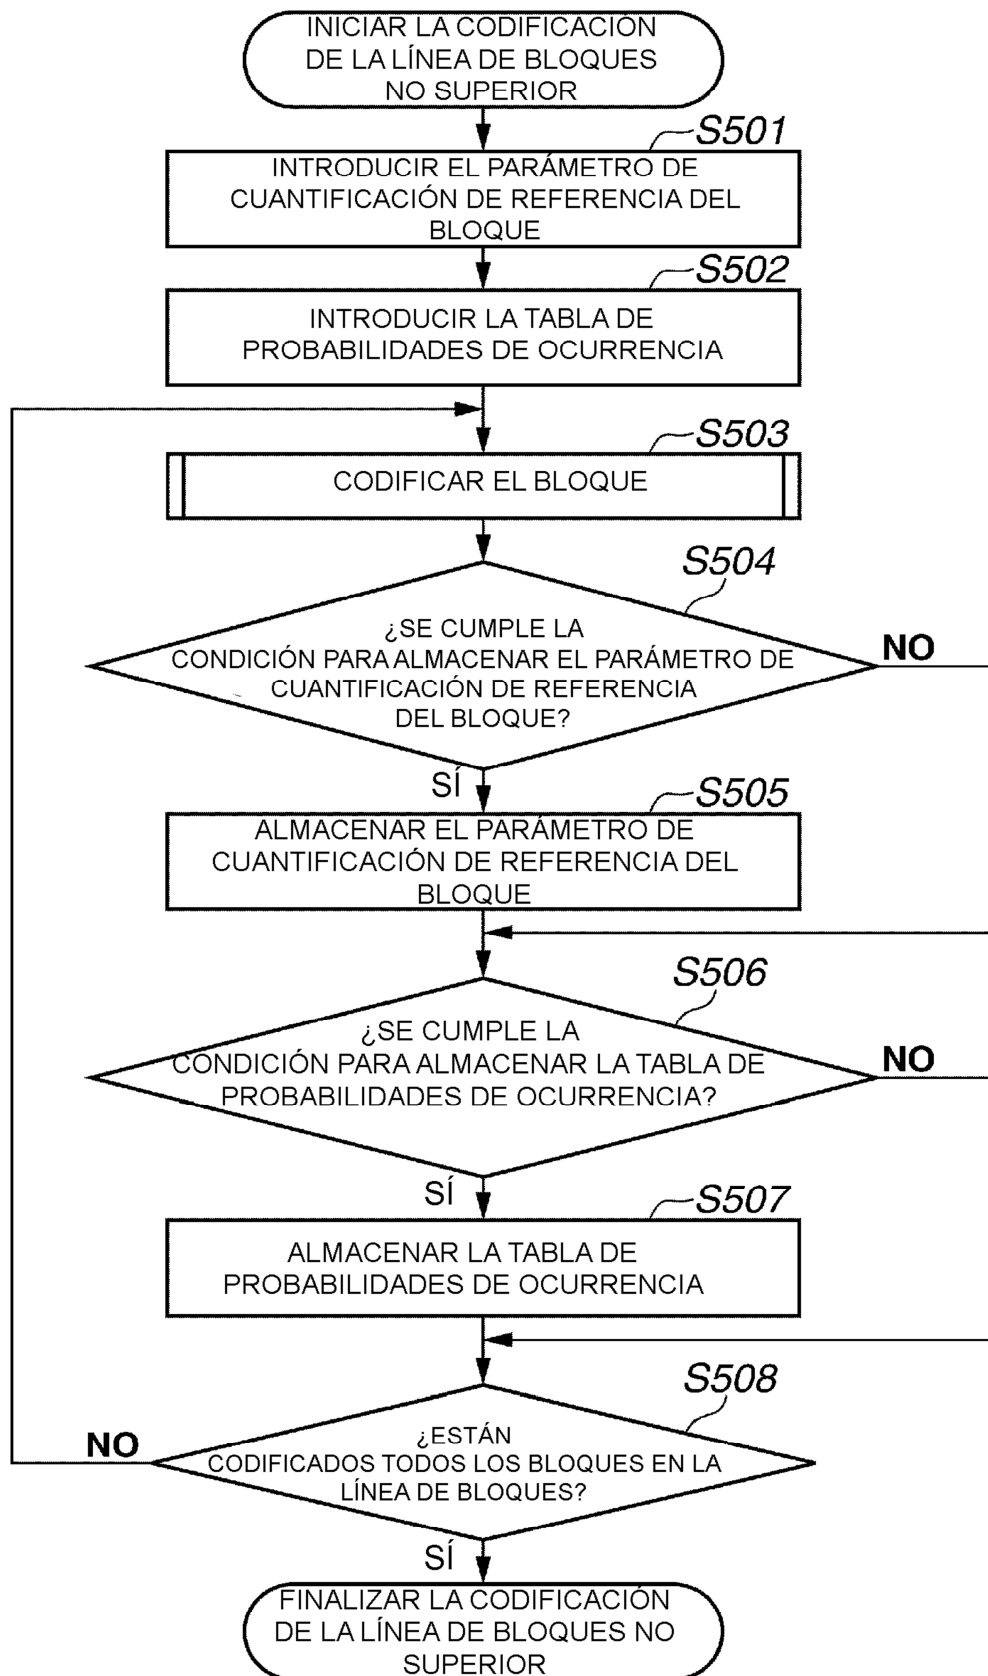 INICIAR LA CODIFICACIÓN
DE LA LÍNEA DE BLOQUES
NO SUPERIOR
S501
INTRODUCIR EL PARÁMETRO DE
CUANTIFICACIÓN DE REFERENCIA DEL
BLOQUE
S502
INTRODUCIR LA TABLA DE
PROBABILIDADES DE OCURRENCIA
S503
CODIFICAR EL BLOQUE
S504
¿SE CUMPLE LA
CONDICIÓN PARA ALMACENAR EL PARÁMETRO DE
CUANTIFICACIÓN DE REFERENCIA
DEL BLOQUE?
NO
SÍ
S505
ALMACENAR EL PARÁMETRO DE
CUANTIFICACIÓN DE REFERENCIA DEL
BLOQUE
S506
¿SE CUMPLE LA
CONDICIÓN PARA ALMACENAR LA TABLA DE
PROBABILIDADES DE OCURRENCIA?
NO
SÍ
S507
ALMACENAR LA TABLA DE
PROBABILIDADES DE OCURRENCIA
S508
¿ESTÁN
CODIFICADOS TODOS LOS BLOQUES EN LA
LÍNEA DE BLOQUES?
NO
SÍ
FINALIZAR LA CODIFICACIÓN
DE LA LÍNEA DE BLOQUES NO
SUPERIOR